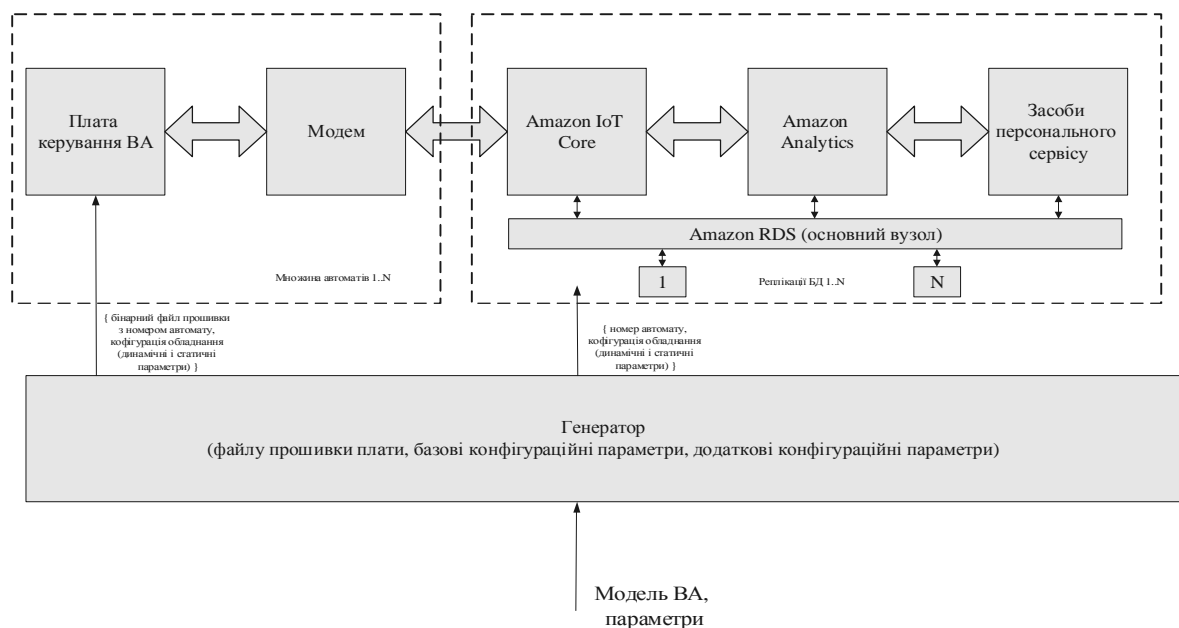 Плата
керування ВА
Модем
Amazon IoT
Core
Amazon
Analytics
Засоби
персонального
сервісу
Amazon RDS (основний вузол)
1
N
Множина автоматів 1..N
Реплікації БД 1..N
{ бінарний файл прошивки
з номером автомату,
кофігурація обладнання
(динамічні і статичні
параметри) }
{ номер автомату,
кофігурація обладнання
(динамічні і статичні
параметри) }
Генератор
(файлу прошивки плати, базові конфігураційні параметри, додаткові конфігураційні параметри)
Модель ВА,
параметри